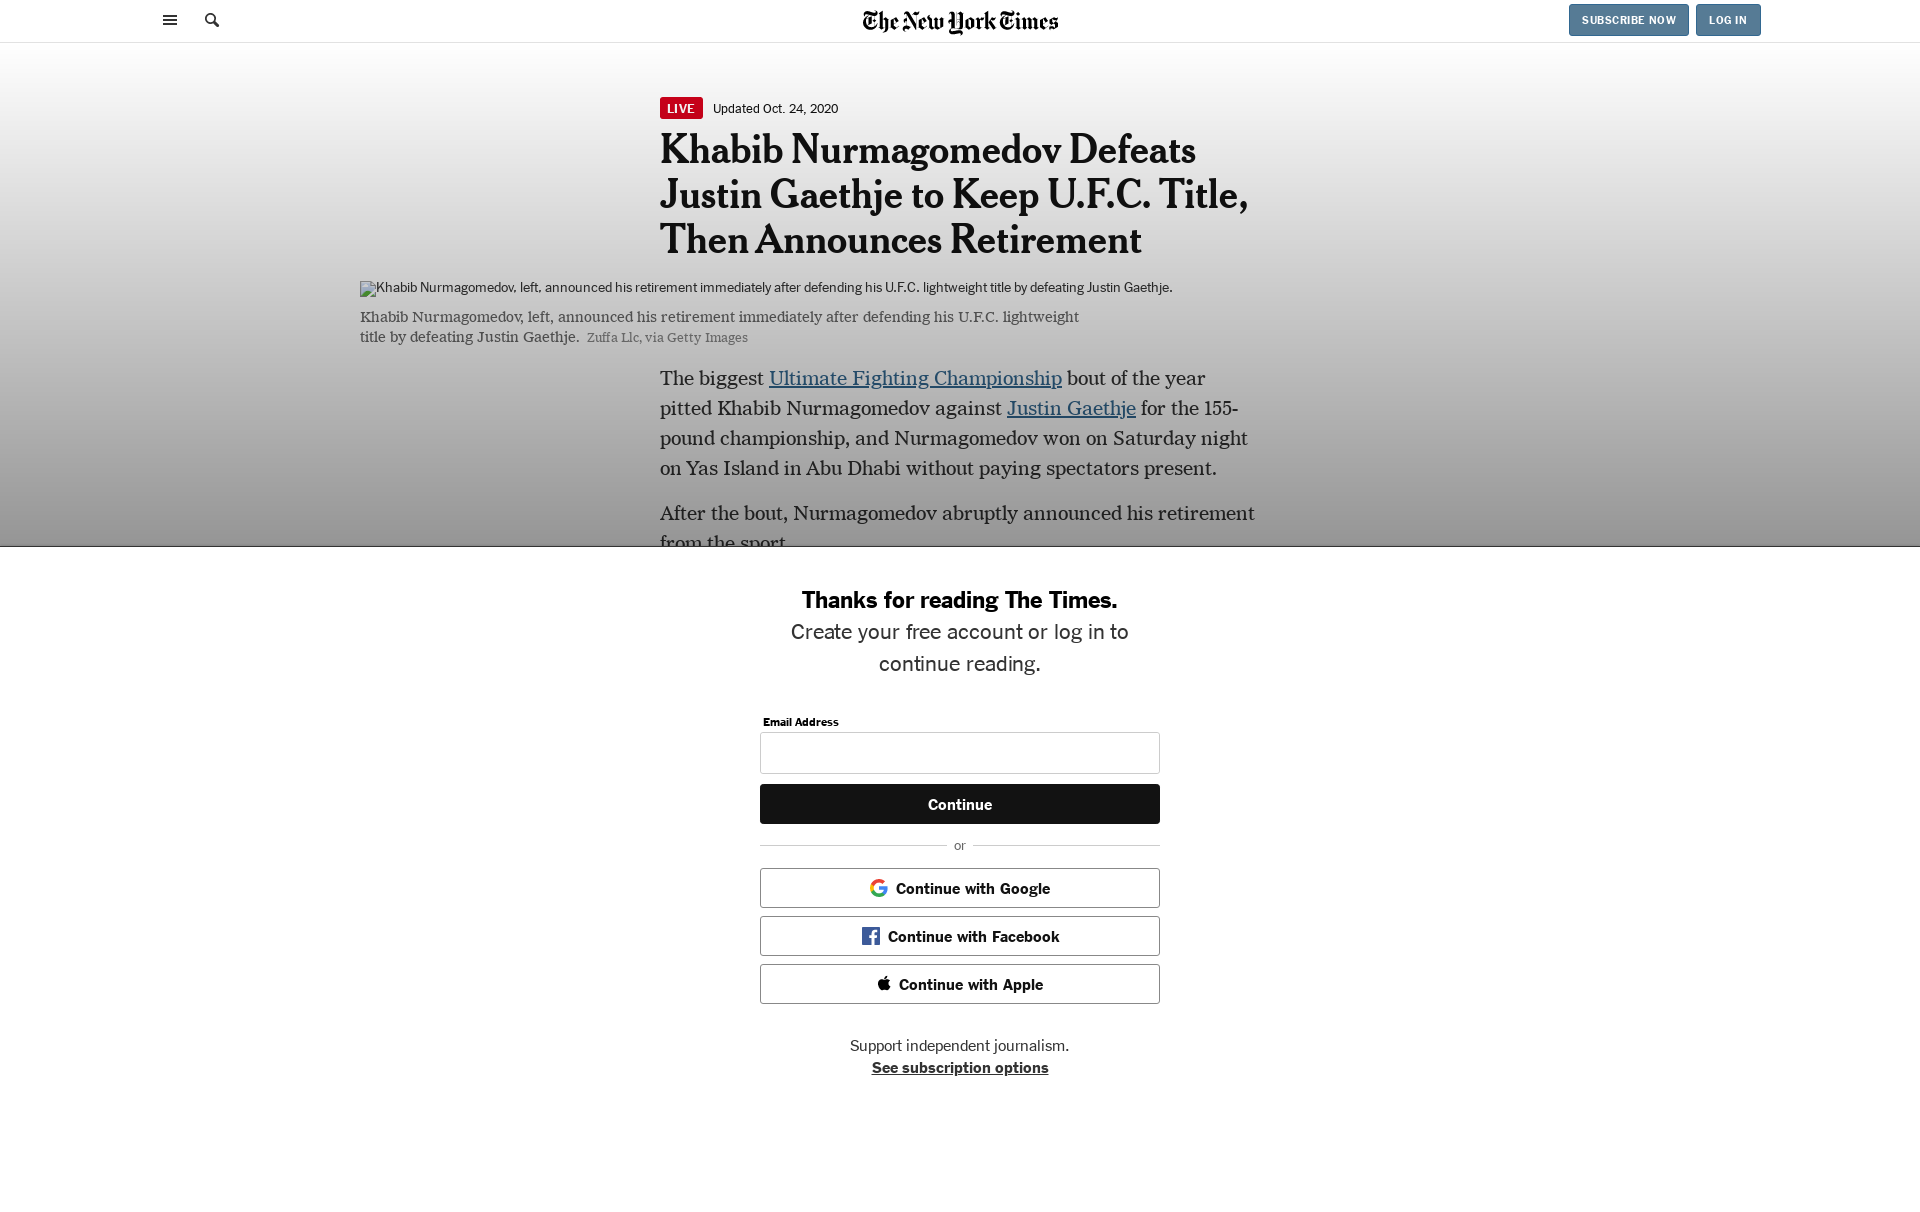 The New York Times
SUBSCRIBE NOW
LOG IN
LIVE
Updated Oct. 24, 2020
Khabib Nurmagomedov Defeats
Justin Gaethje to Keep U.F.C. Title,
Then Announces Retirement
Khabib Nurmagomedov, left, announced his retirement immediately after defending his U.F.C. lightweight title by defeating Justin Gaethje.
Khabib Nurmagomedov, left, announced his retirement immediately after defending his U.F.C. lightweight
title by defeating Justin Gaethje. Zuffa Llc, via Getty Images
The biggest Ultimate Fighting Championship bout of the year
pitted Khabib Nurmagomedov against Justin Gaethje for the 155-
pound championship, and Nurmagomedov won on Saturday night
on Yas Island in Abu Dhabi without paying spectators present.
After the bout, Nurmagomedov abruptly announced his retirement
from the sport.
Thanks for reading The Times.
Create your free account or log in to
continue reading.
Email Address
Continue
or
Continue with Google
Continue with Facebook
Continue with Apple
Support independent journalism.
See subscription options